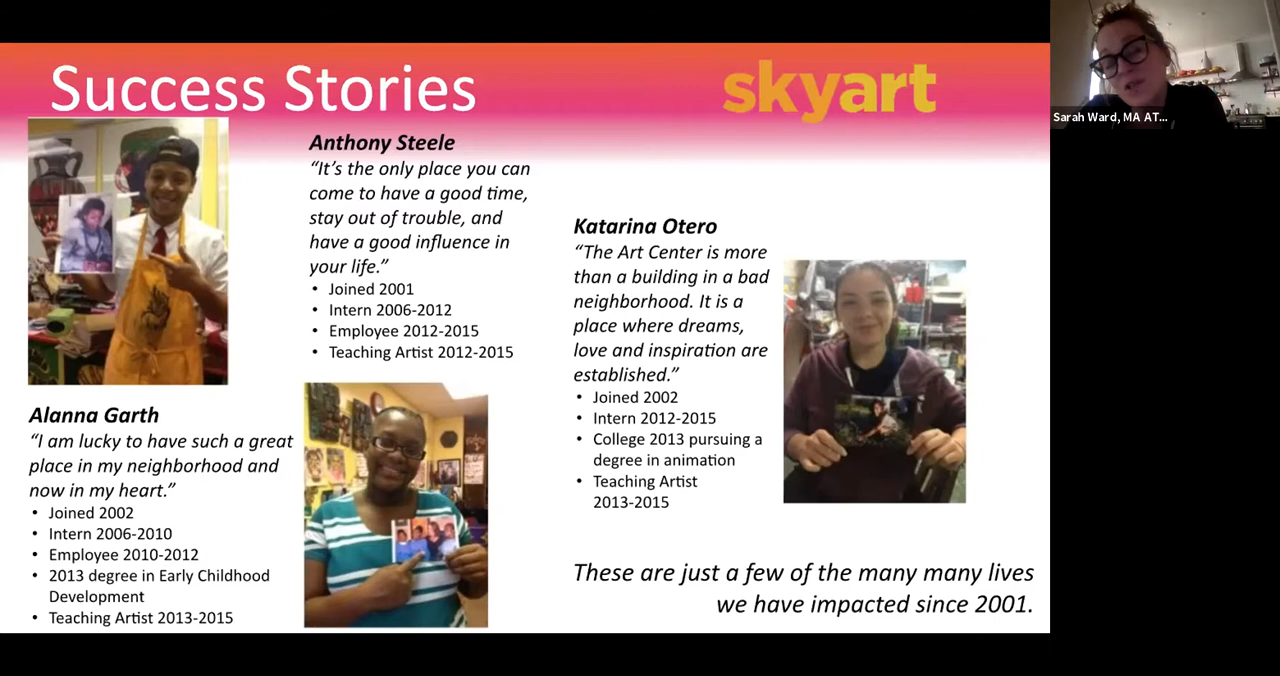 Success Stories
skyart
Anthony Steele
“It’s the only place you can
come to have a good time,
stay out of trouble, and
have a good influence in
your life.”
• Joined 2001
• Intern 2006-2012
• Employee 2012-2015
• Teaching Artist 2012-2015
Alanna Garth
“I am lucky to have such a great
place in my neighborhood and
now in my heart.”
• Joined 2002
• Intern 2006-2010
• Employee 2010-2012
• 2013 degree in Early Childhood
Development
• Teaching Artist 2013-2015
Katarina Otero
“The Art Center is more
than a building in a bad
neighborhood. It is a
place where dreams,
love and inspiration are
established.”
• Joined 2002
• Intern 2012-2015
• College 2013 pursuing a
degree in animation
• Teaching Artist
2013-2015
These are just a few of the many many lives
we have impacted since 2001.
Sarah Ward, MA AT...